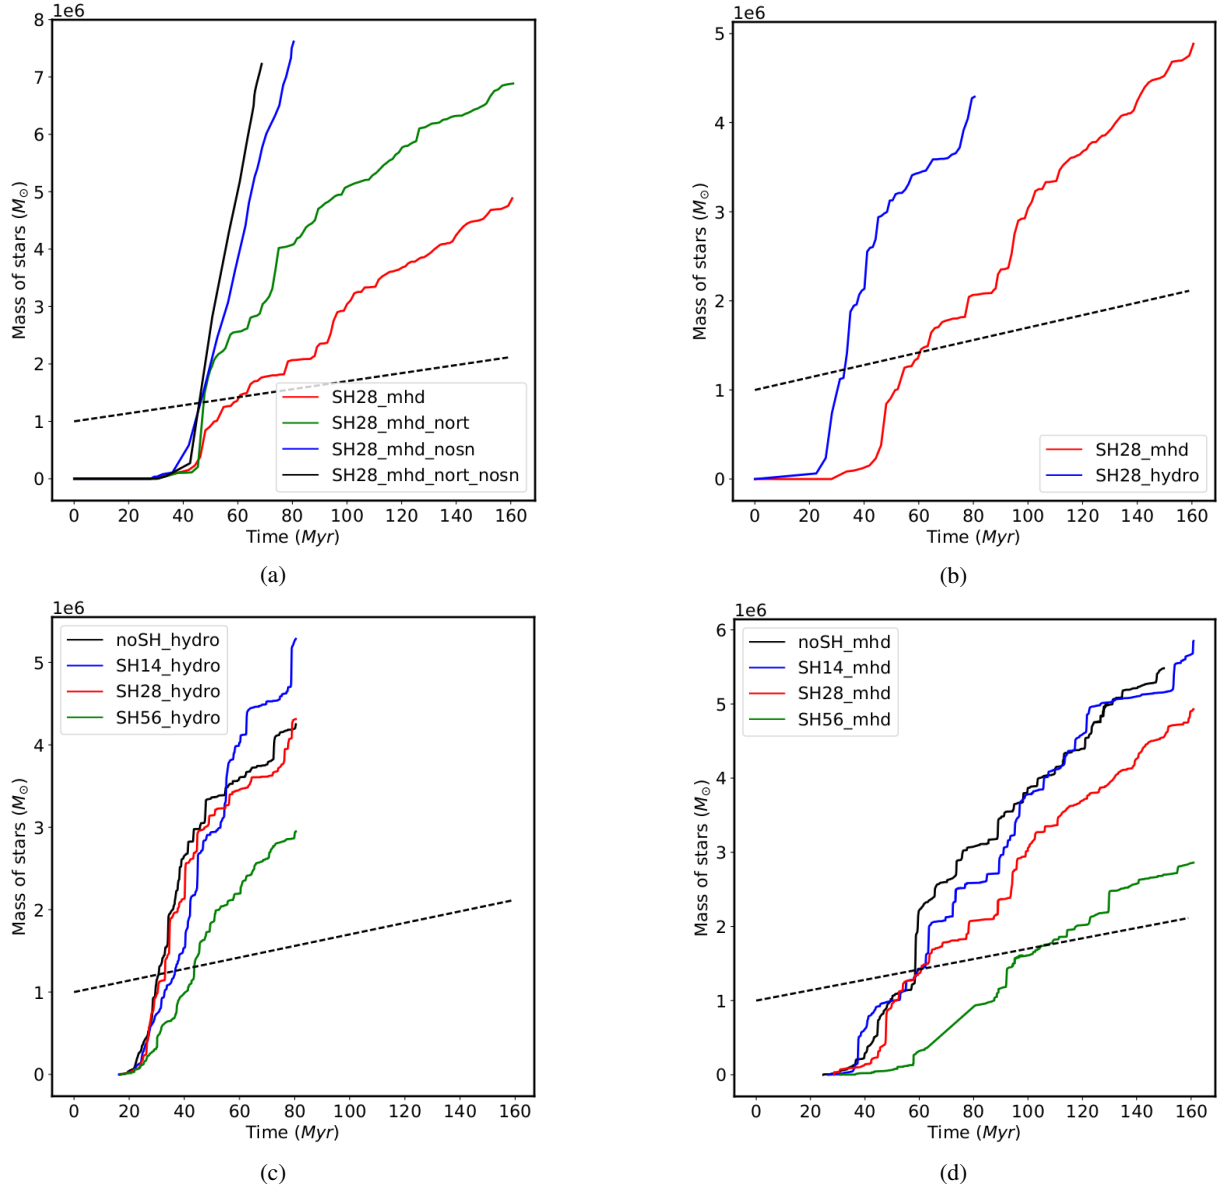 1e6
8
7
6
5
4
3
2
1
0
Mass of stars (M⊙)
SH28_mhd
SH28_mhd_nort
SH28_mhd_nosn
SH28_mhd_nort_nosn
0 20 40 60 80 100 120 140 160
Time (Myr)
(a)
1e6
5
4
3
2
1
0
Mass of stars (M⊙)
SH28_mhd
SH28_hydro
0 20 40 60 80 100 120 140 160
Time (Myr)
(b)
1e6
noSH_hydro
SH14_hydro
SH28_hydro
SH56_hydro
5
4
3
2
1
0
Mass of stars (M⊙)
0 20 40 60 80 100 120 140 160
Time (Myr)
(c)
1e6
noSH_mhd
SH14_mhd
SH28_mhd
SH56_mhd
6
5
4
3
2
1
0
Mass of stars (M⊙)
0 20 40 60 80 100 120 140 160
Time (Myr)
(d)